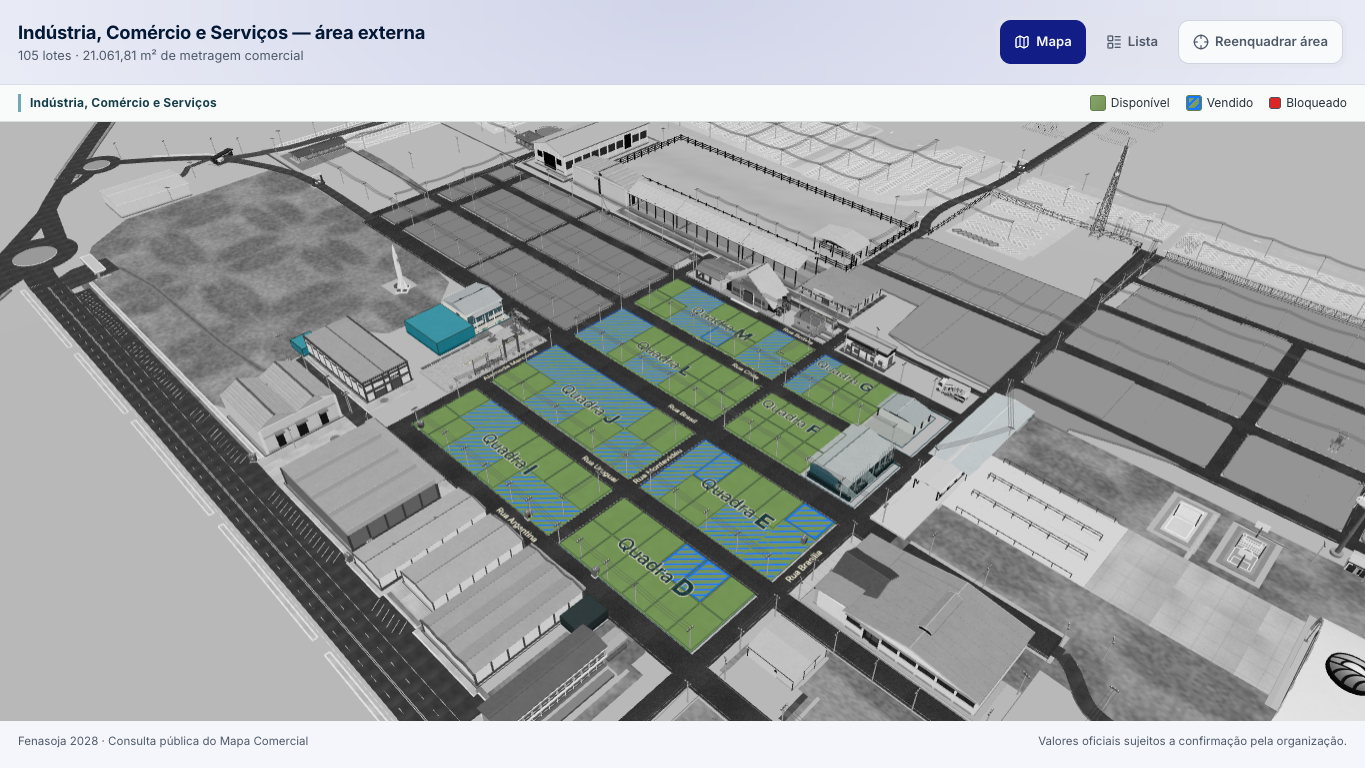 Indústria, Comércio e Serviços — área externa
105 lotes · 21.061,81 m² de metragem comercial
Mapa
Lista
Reenquadrar área
Indústria, Comércio e Serviços
Disponível
Vendido
Bloqueado
Quadra M
Quadra L
Rua Chile
Quadra G
Quadra J
Rua Brasil
Quadra F
Quadra I
Rua Uruguai
Rua Montevidéu
Quadra E
Rua Argentina
Quadra D
Rua Brasília
Fenasoja 2028 · Consulta pública do Mapa Comercial
Valores oficiais sujeitos a confirmação pela organização.